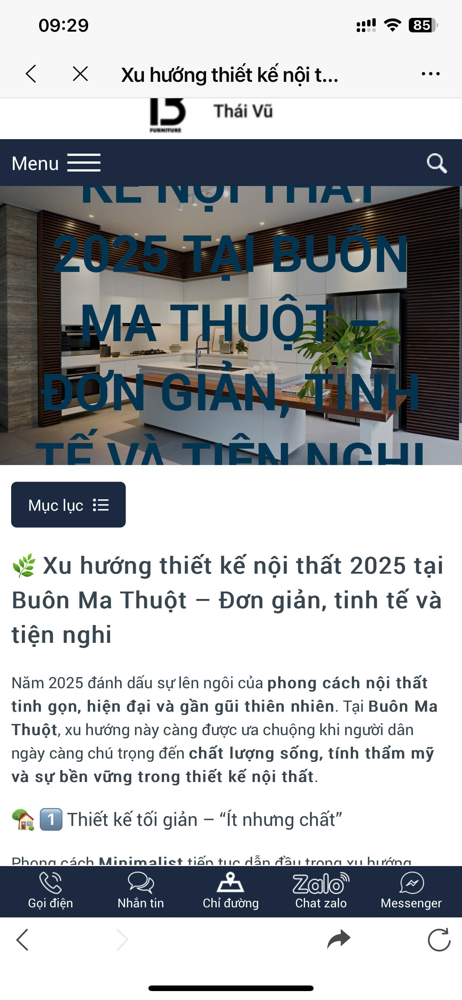 09:29
85
Xu hướng thiết kế nội t...
FURNITURE
Thái Vũ
Menu
KẾ NỘI THẤT
2025 TẠI BUÔN
MA THUỘT –
ĐƠN GIẢN, TINH
TẾ VÀ TIỆN NGHI
Mục lục
🌿 Xu hướng thiết kế nội thất 2025 tại
Buôn Ma Thuột – Đơn giản, tinh tế và
tiện nghi
Năm 2025 đánh dấu sự lên ngôi của phong cách nội thất
tinh gọn, hiện đại và gần gũi thiên nhiên. Tại Buôn Ma
Thuột, xu hướng này càng được ưa chuộng khi người dân
ngày càng chú trọng đến chất lượng sống, tính thẩm mỹ
và sự bền vững trong thiết kế nội thất.
🏡 1️⃣ Thiết kế tối giản – “Ít nhưng chất”
Phong cách Minimalist tiếp tục dẫn đầu trong xu hướng
Gọi điện
Nhắn tin
Chỉ đường
Zalo
Chat zalo
Messenger